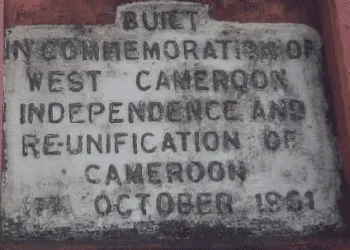 BUILT
IN COMMEMORATION OF
WEST CAMEROON
INDEPENDENCE AND
RE-UNIFICATION OF
CAMEROON
OCTOBER 1961